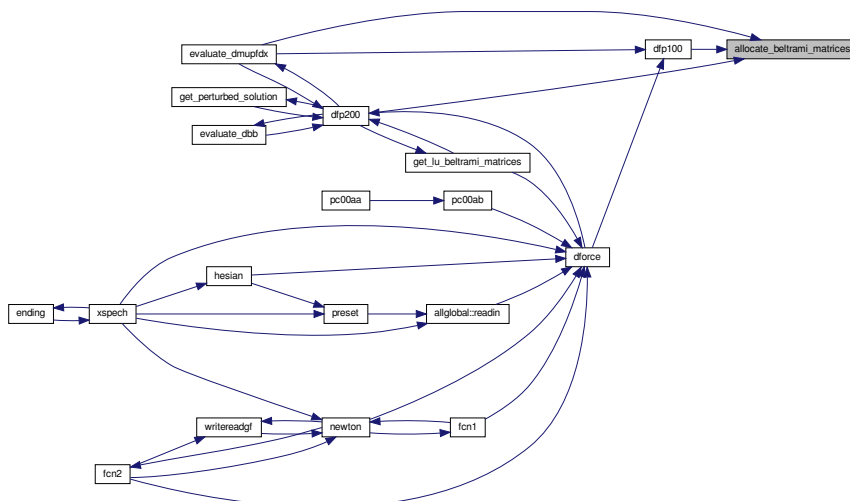 evaluate_dmupfdx
dfp100
allocate_beltrami_matrices
get_perturbed_solution
dfp200
evaluate_dbb
get_lu_beltrami_matrices
pc00aa
pc00ab
dforce
hesian
ending
xspech
preset
allglobal::readin
writereadgf
newton
fcn1
fcn2